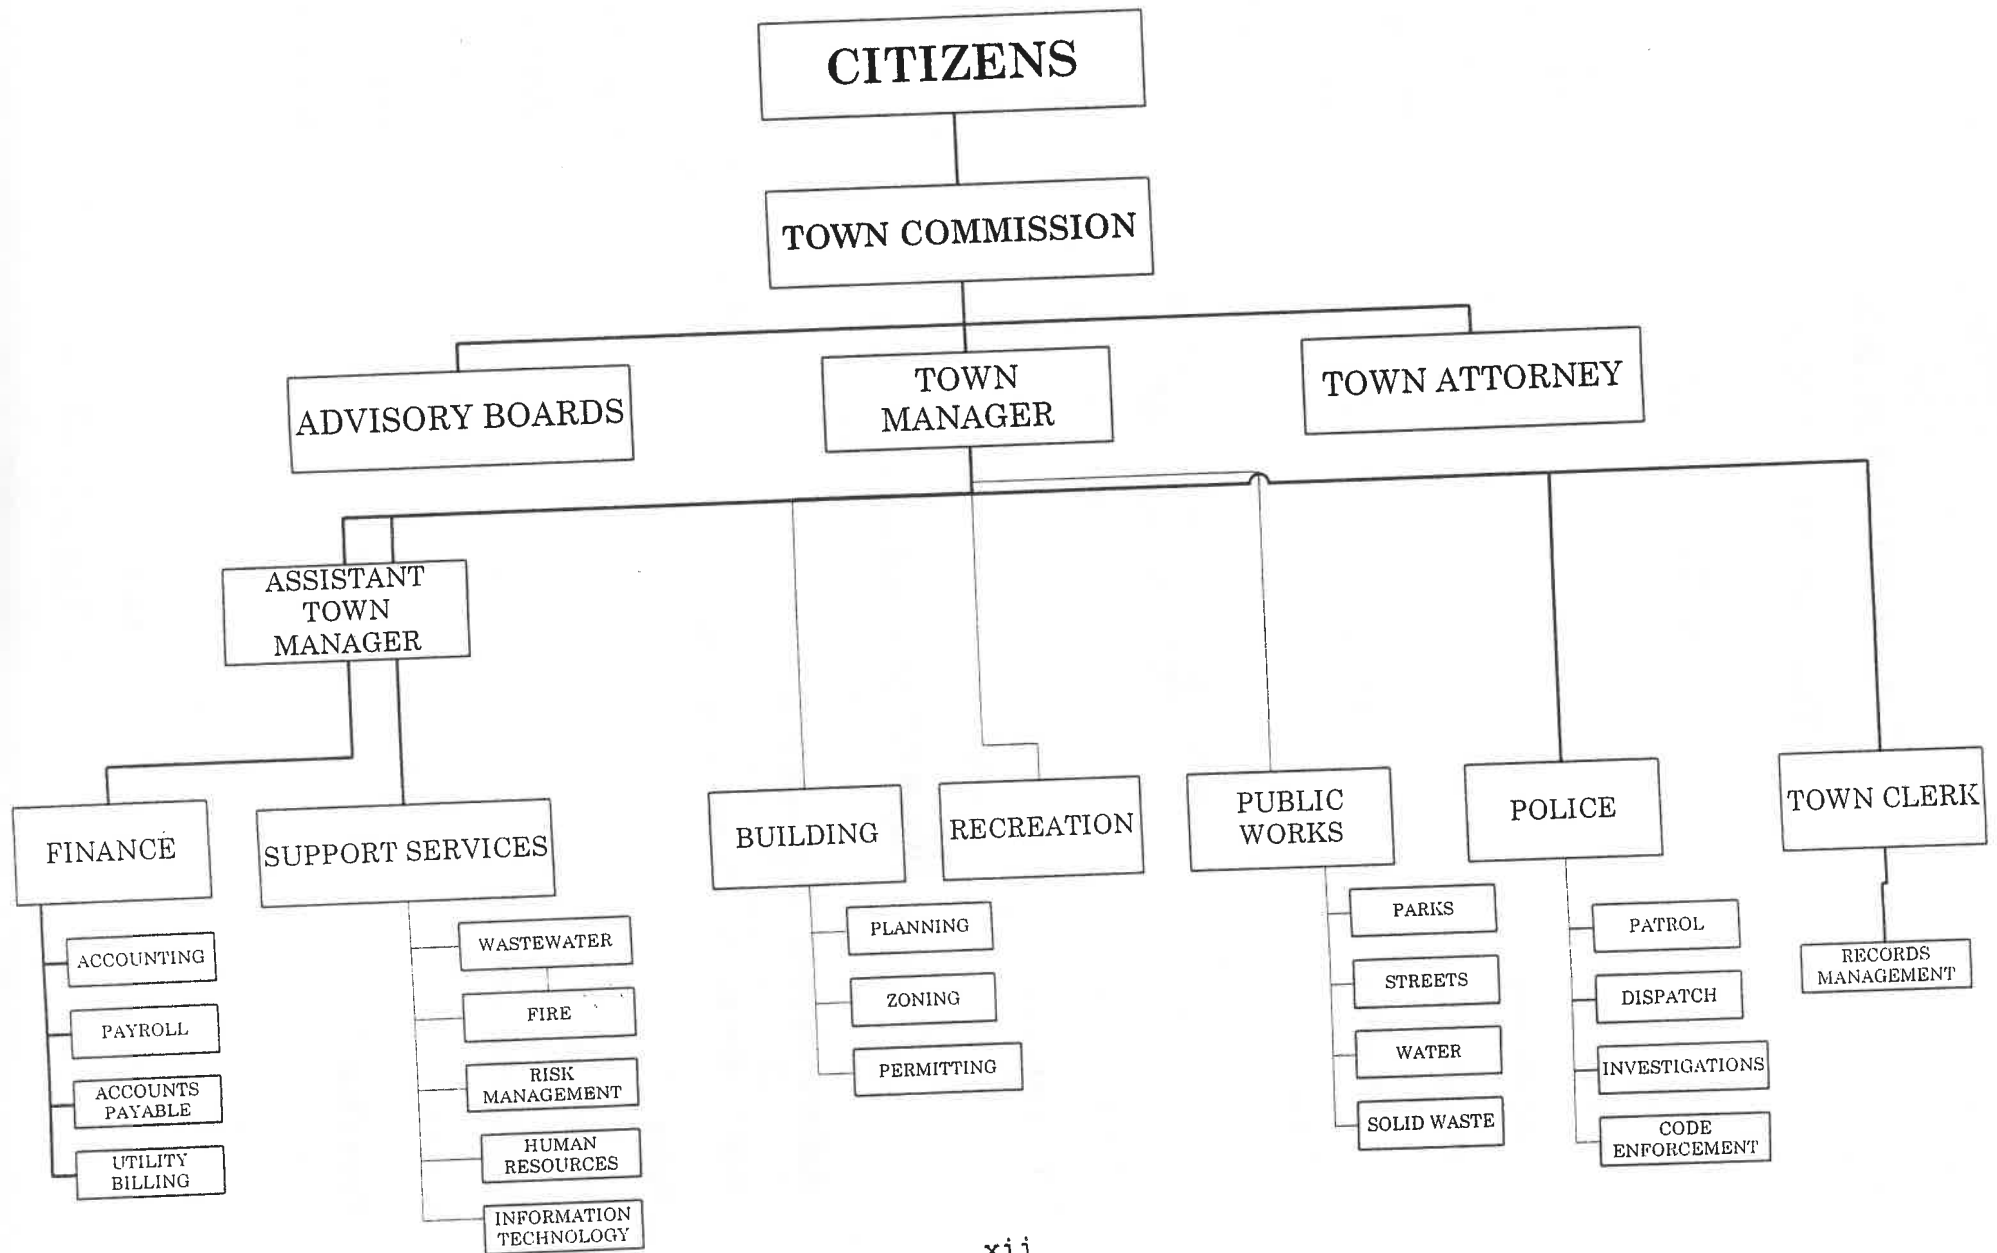 CITIZENS
TOWN COMMISSION
ADVISORY BOARDS
TOWN
MANAGER
TOWN ATTORNEY
ASSISTANT
TOWN
MANAGER
FINANCE
SUPPORT SERVICES
BUILDING
RECREATION
PUBLIC
WORKS
POLICE
TOWN CLERK
ACCOUNTING
PAYROLL
ACCOUNTS
PAYABLE
UTILITY
BILLING
WASTEWATER
FIRE
RISK
MANAGEMENT
HUMAN
RESOURCES
INFORMATION
TECHNOLOGY
PLANNING
ZONING
PERMITTING
PARKS
STREETS
WATER
SOLID WASTE
PATROL
DISPATCH
INVESTIGATIONS
CODE
ENFORCEMENT
RECORDS
MANAGEMENT
xii